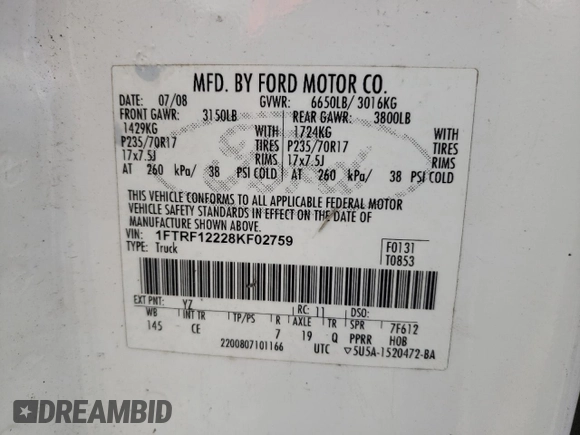 MFD. BY FORD MOTOR CO.
DATE: 07/08 GVWR: 6650LB/ 3016KG
FRONT GAWR: 3150LB REAR GAWR: 3800LB
1429KG WITH 1724KG WITH
P235/70R17 TIRES P235/70R17 TIRES
17x7.5J RIMS 17x7.5J RIMS
AT 260 kPa/ 38 PSI COLD AT 260 kPa/ 38 PSI COLD
THIS VEHICLE CONFORMS TO ALL APPLICABLE FEDERAL MOTOR
VEHICLE SAFETY STANDARDS IN EFFECT ON THE DATE OF
MANUFACTURE SHOWN ABOVE.
VIN: 1FTRF12228KF02759 F0131
TYPE: Truck T0853
EXT PNT: YZ RC: 11 DSO:
WB INT TR TP/PS R AXLE TR SPR 7F612
145 CE 7 19 Q PPRR H0B
2200807101166 UTC ▽5U5A-1520472-BA
Ford
DREAMBID